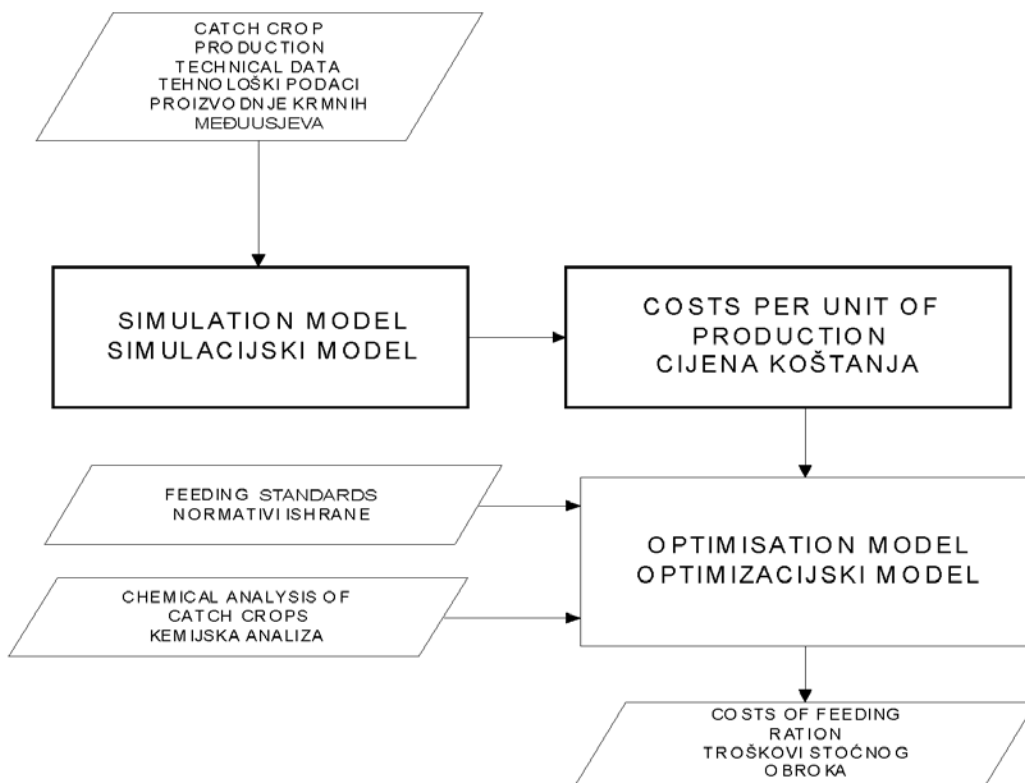 CATCH CROP
PRODUCTION
TECHNICAL DATA
TEHNOLOŠKI PODACI
PROIZVODNJE KRMNIH
MEĐUUSJEVA
SIMULATION MODEL
SIMULACIJSKI MODEL
COSTS PER UNIT OF
PRODUCTION
CIJENA KOŠTANJA
FEEDING STANDARDS
NORMATIVI ISHRANE
OPTIMISATION MODEL
OPTIMIZACIJSKI MODEL
CHEMICAL ANALYSIS OF
CATCH CROPS
KEMIJSKA ANALIZA
COSTS OF FEEDING
RATION
TROŠKOVI STOĆNOG
OBROKA